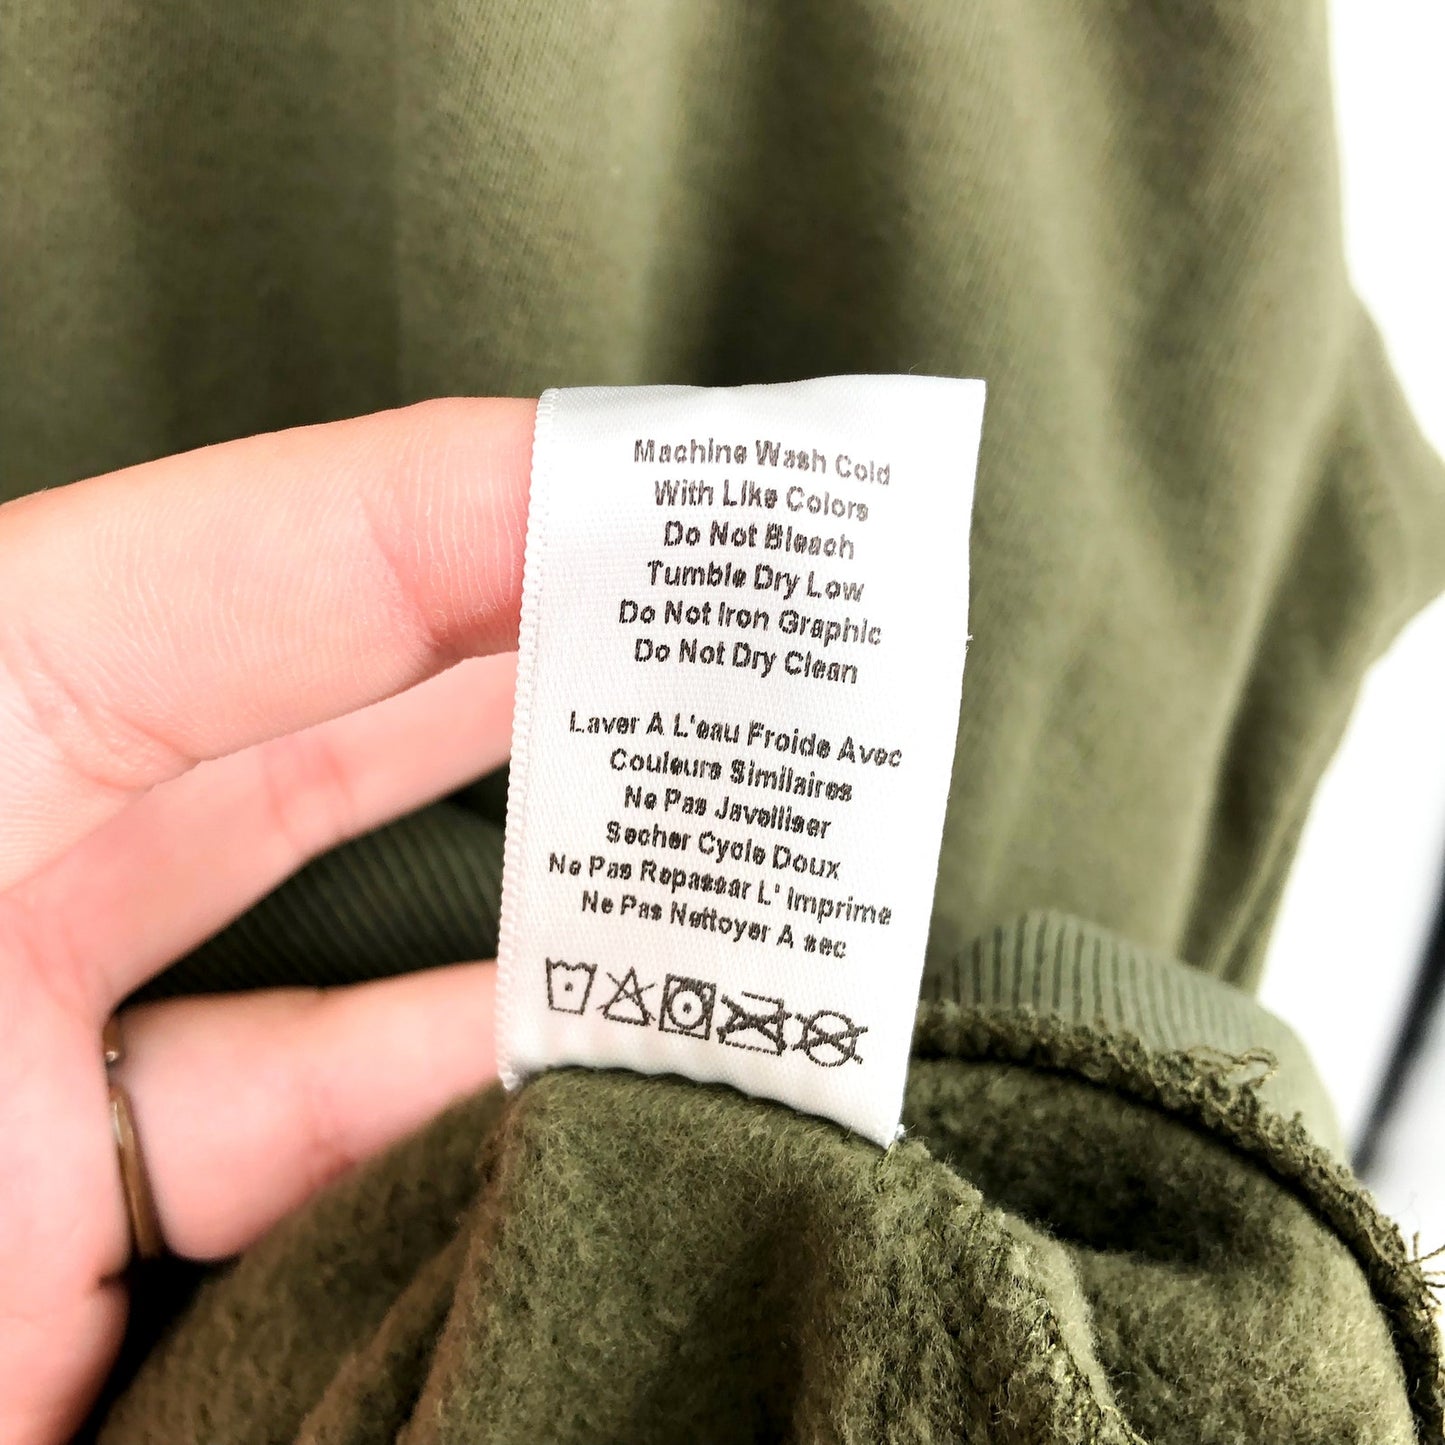 Machine Wash Cold
With Like Colors
Do Not Bleach
Tumble Dry Low
Do Not Iron Graphic
Do Not Dry Clean
Laver A L'eau Froide Avec
Couleurs Similaires
Ne Pas Javelliser
Secher Cycle Doux
Ne Pas Repasser L' Imprime
Ne Pas Nettoyer A sec